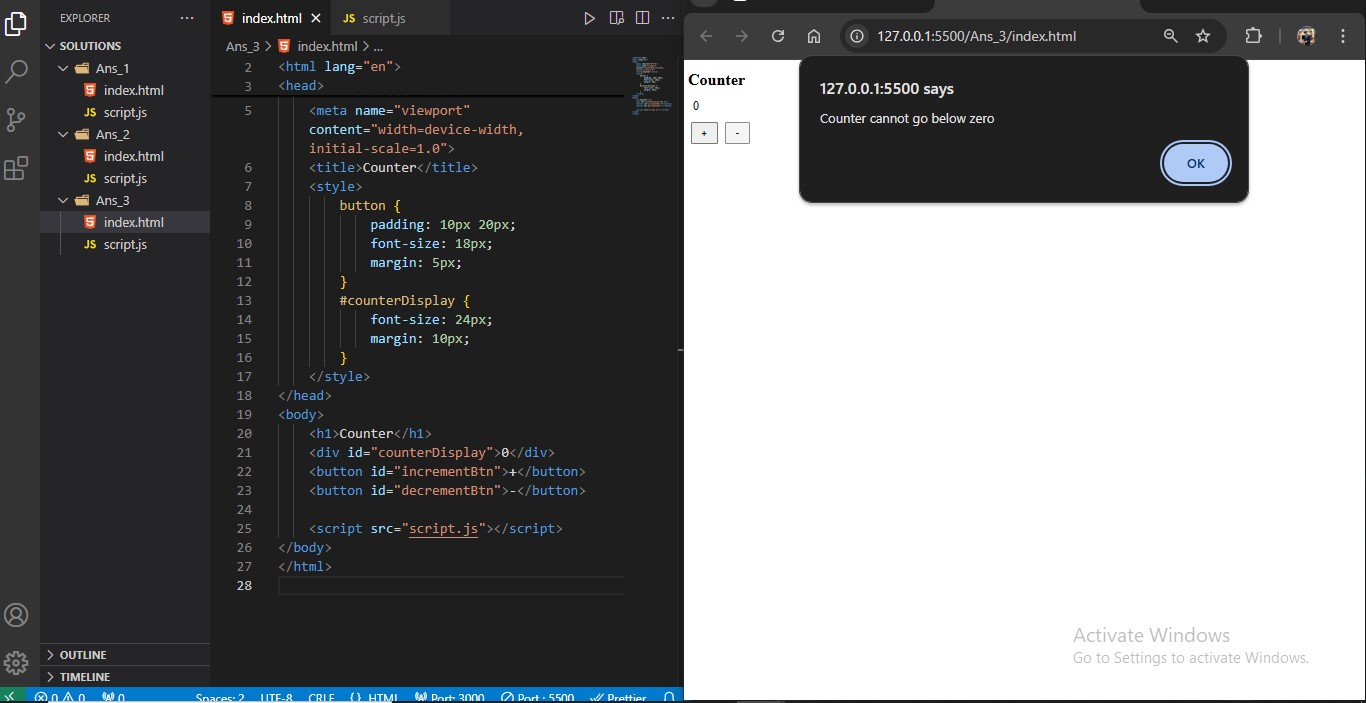 EXPLORER
SOLUTIONS
Ans_1
index.html
JS script.js
Ans_2
index.html
JS script.js
Ans_3
index.html
JS script.js
OUTLINE
TIMELINE
index.html
JS script.js
Ans_3 > index.html > ...
2 <html lang="en">
3 <head>
5 <meta name="viewport"
content="width=device-width,
initial-scale=1.0">
6 <title>Counter</title>
7 <style>
8 button {
9 padding: 10px 20px;
10 font-size: 18px;
11 margin: 5px;
12 }
13 #counterDisplay {
14 font-size: 24px;
15 margin: 10px;
16 }
17 </style>
18 </head>
19 <body>
20 <h1>Counter</h1>
21 <div id="counterDisplay">0</div>
22 <button id="incrementBtn">+</button>
23 <button id="decrementBtn">-</button>
24
25 <script src="script.js"></script>
26 </body>
27 </html>
28
0 0 0 Spaces: 2 UTF-8 CRLF {} HTML Port: 3000 Port : 5500 Prettier
127.0.0.1:5500/Ans_3/index.html
Counter
0
+ -
127.0.0.1:5500 says
Counter cannot go below zero
OK
Activate Windows
Go to Settings to activate Windows.